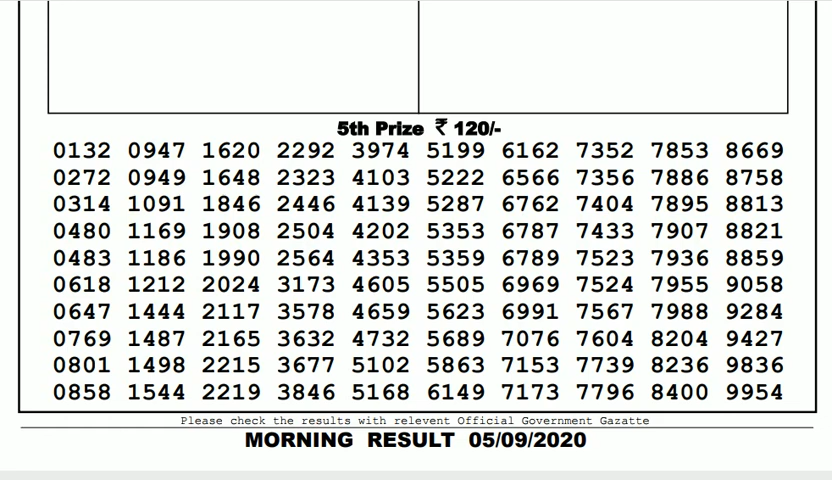 5th Prize ₹ 120/-
0132 0947 1620 2292 3974 5199 6162 7352 7853 8669
0272 0949 1648 2323 4103 5222 6566 7356 7886 8758
0314 1091 1846 2446 4139 5287 6762 7404 7895 8813
0480 1169 1908 2504 4202 5353 6787 7433 7907 8821
0483 1186 1990 2564 4353 5359 6789 7523 7936 8859
0618 1212 2024 3173 4605 5505 6969 7524 7955 9058
0647 1444 2117 3578 4659 5623 6991 7567 7988 9284
0769 1487 2165 3632 4732 5689 7076 7604 8204 9427
0801 1498 2215 3677 5102 5863 7153 7739 8236 9836
0858 1544 2219 3846 5168 6149 7173 7796 8400 9954
Please check the results with relevent Official Government Gazatte
MORNING RESULT 05/09/2020